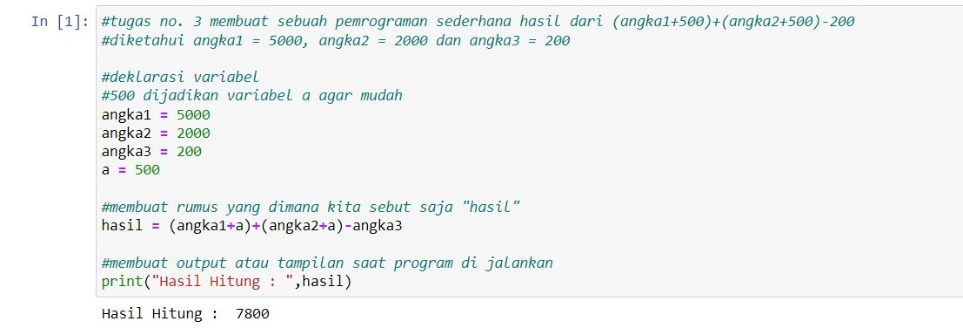 In [1]: #tugas no. 3 membuat sebuah pemrograman sederhana hasil dari (angka1+500)+(angka2+500)-200
#diketahui angka1 = 5000, angka2 = 2000 dan angka3 = 200
#deklarasi variabel
#500 dijadikan variabel a agar mudah
angka1 = 5000
angka2 = 2000
angka3 = 200
a = 500
#membuat rumus yang dimana kita sebut saja "hasil"
hasil = (angka1+a)+(angka2+a)-angka3
#membuat output atau tampilan saat program di jalankan
print("Hasil Hitung : ",hasil)
Hasil Hitung :  7800